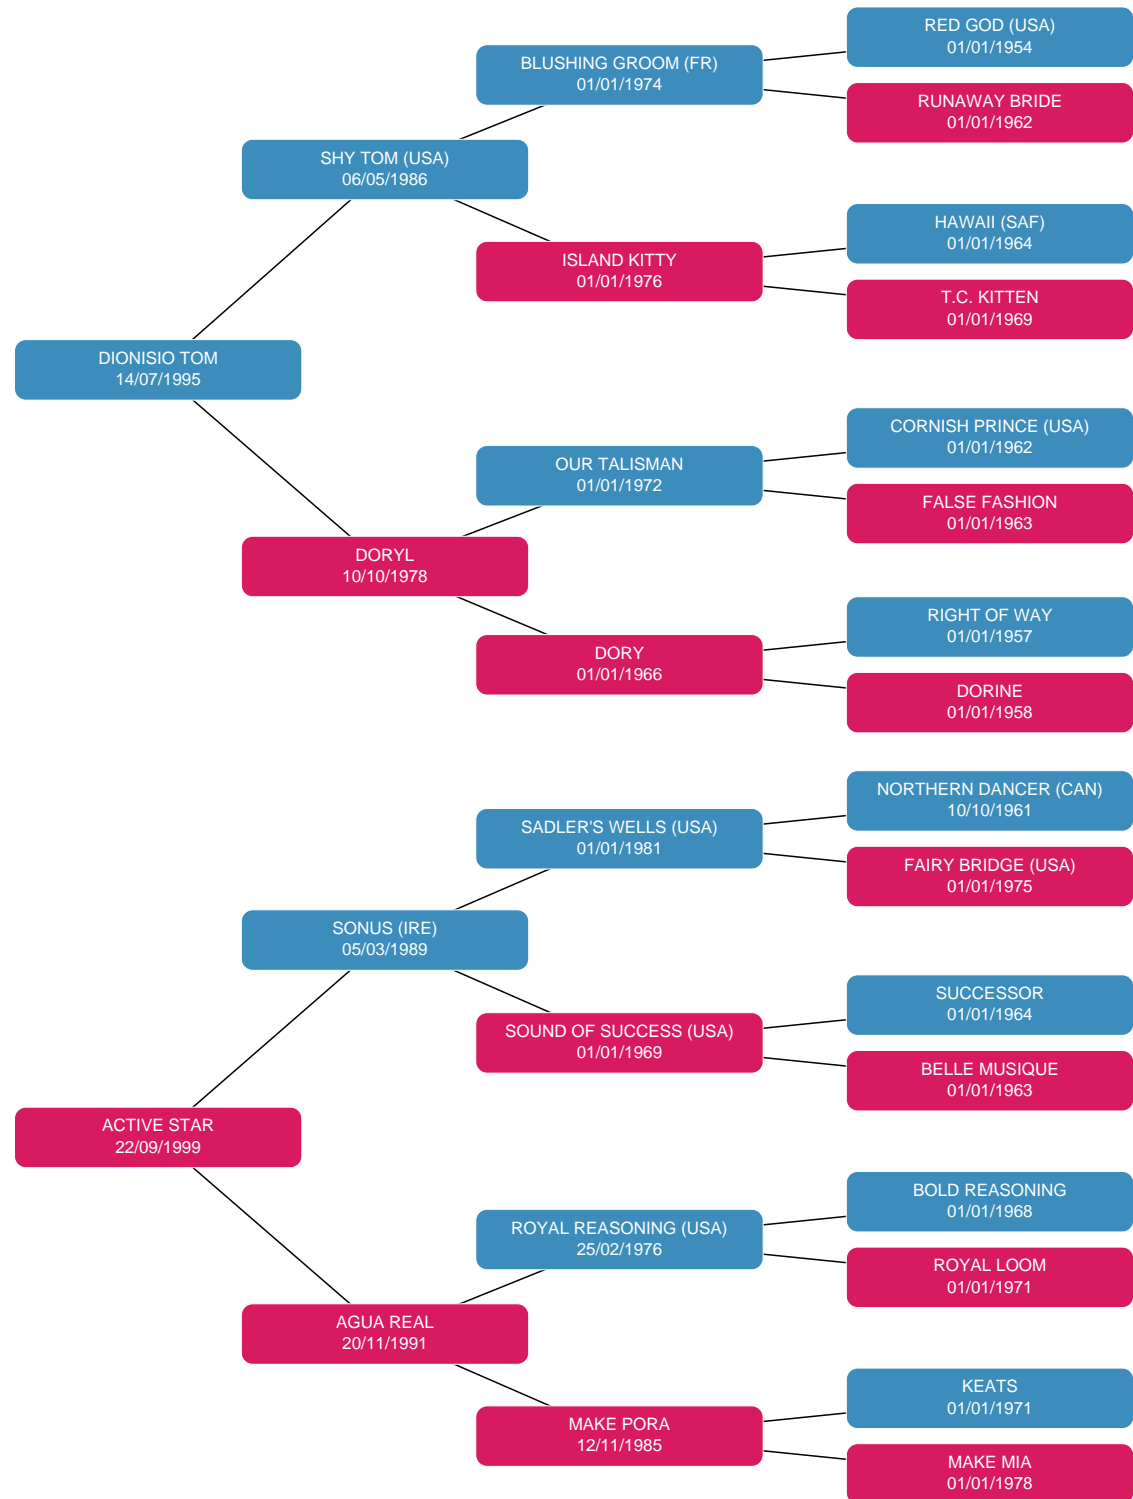 RED GOD (USA)
01/01/1954
BLUSHING GROOM (FR)
01/01/1974
RUNAWAY BRIDE
01/01/1962
SHY TOM (USA)
06/05/1986
HAWAII (SAF)
01/01/1964
ISLAND KITTY
01/01/1976
T.C. KITTEN
01/01/1969
DIONISIO TOM
14/07/1995
CORNISH PRINCE (USA)
01/01/1962
OUR TALISMAN
01/01/1972
FALSE FASHION
01/01/1963
DORYL
10/10/1978
RIGHT OF WAY
01/01/1957
DORY
01/01/1966
DORINE
01/01/1958
NORTHERN DANCER (CAN)
10/10/1961
SADLER'S WELLS (USA)
01/01/1981
FAIRY BRIDGE (USA)
01/01/1975
SONUS (IRE)
05/03/1989
SUCCESSOR
01/01/1964
SOUND OF SUCCESS (USA)
01/01/1969
BELLE MUSIQUE
01/01/1963
ACTIVE STAR
22/09/1999
BOLD REASONING
01/01/1968
ROYAL REASONING (USA)
25/02/1976
ROYAL LOOM
01/01/1971
AGUA REAL
20/11/1991
KEATS
01/01/1971
MAKE PORA
12/11/1985
MAKE MIA
01/01/1978